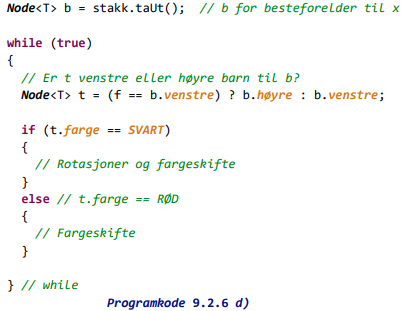 Node<T> b = stakk.taUt();  // b for besteforelder til x
while (true)
{
// Er t venstre eller høyre barn til b?
Node<T> t = (f == b.venstre) ? b.høyre : b.venstre;
if (t.farge == SVART)
{
// Rotasjoner og fargeskifte
}
else // t.farge == RØD
{
// Fargeskifte
}
} // while
Programkode 9.2.6 d)